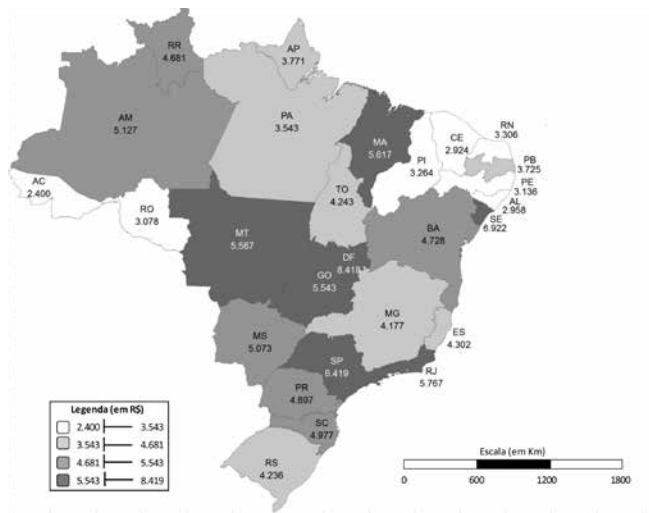 RR
4.681
AP
3.771
AM
5.127
PA
3.543
MA
5.617
CE
2.924
RN
3.306
PI
3.264
PB
3.725
PE
3.136
AL
2.958
SE
6.922
AC
2.400
RO
3.078
TO
4.243
BA
4.728
MT
5.567
DF
8.418
GO
5.543
MG
4.177
ES
4.302
MS
5.073
SP
6.419
RJ
5.767
PR
4.897
SC
4.977
RS
4.236
Legenda (em R$)
2.400 3.543
3.543 4.681
4.681 5.543
5.543 8.419
Escala (em Km)
0 600 1200 1800